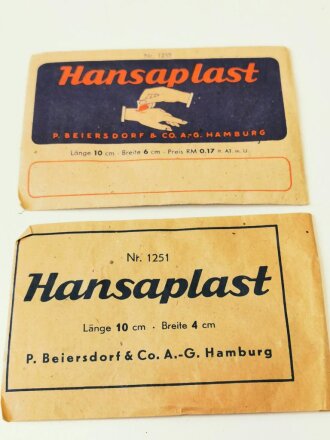 Nr. 1255
Hansaplast
P. BEIERSDORF & CO. A.-G. HAMBURG
Länge 10 cm · Breite 6 cm · Preis RM 0.17
Nr. 1251
Hansaplast
Länge 10 cm · Breite 4 cm
P. Beiersdorf & Co. A.-G. Hamburg